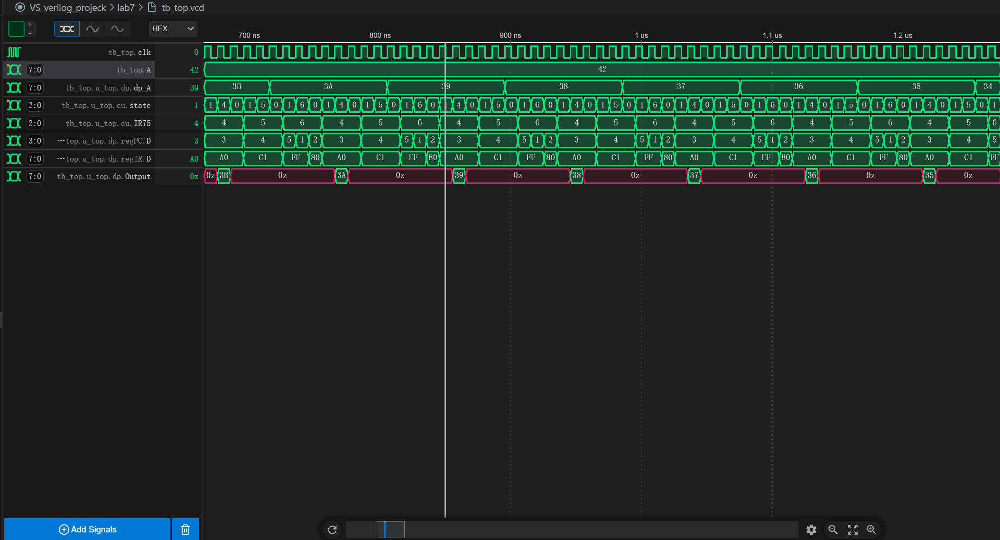 VS_verilog_projeck > lab7 > tb_top.vcd
+
-
HEX
700 ns 800 ns 900 ns 1 us 1.1 us 1.2 us
tb_top.clk 0
7:0 tb_top.A 42 42
7:0 tb_top.u_top.dp.dp_A 39 3B 3A 39 38 37 36 35 34
2:0 tb_top.u_top.cu.state 1 1 4 0 1 5 0 1 6 0 1 4 0 1 5 0 1 6 0 1 4 0 1 5 0 1 6 0 1 4 0 1 5 0 1 6 0 1 4 0 1 5 0 1 6 0 1 4 0 1 5 0 1 6 0 1 4 0 1 5 0 1
2:0 tb_top.u_top.cu.IR75 4 4 5 6 4 5 6 4 5 6 4 5 6 4 5 6 4 5 6 4 5 6
3:0 ···top.u_top.dp.regPC.D 3 3 4 5 1 2 3 4 5 1 2 3 4 5 1 2 3 4 5 1 2 3 4 5 1 2 3 4 5 1 2 3 4 5
7:0 ···top.u_top.dp.regIR.D A0 A0 C1 FF 80 A0 C1 FF 80 A0 C1 FF 80 A0 C1 FF 80 A0 C1 FF 80 A0 C1 FF 80 A0 C1 FF
7:0 tb_top.u_top.dp.Output 0z 0z 3B 0z 3A 0z 39 0z 38 0z 37 0z 36 0z 35 0z
Add Signals